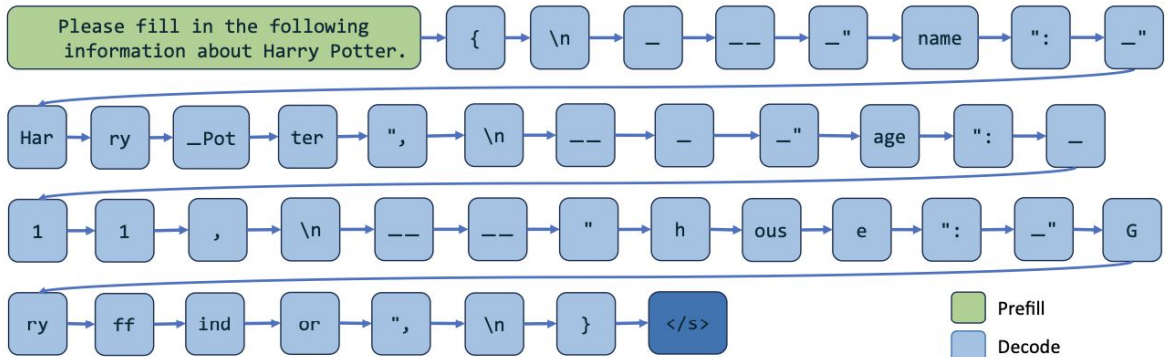 Please fill in the following
information about Harry Potter.
{ \n _ __ _" name ": _"
Har ry _Pot ter ", \n __ _ _" age ": _
1 1 , \n __ __ " h ous e ": _" G
ry ff ind or ", \n } </s>
Prefill
Decode